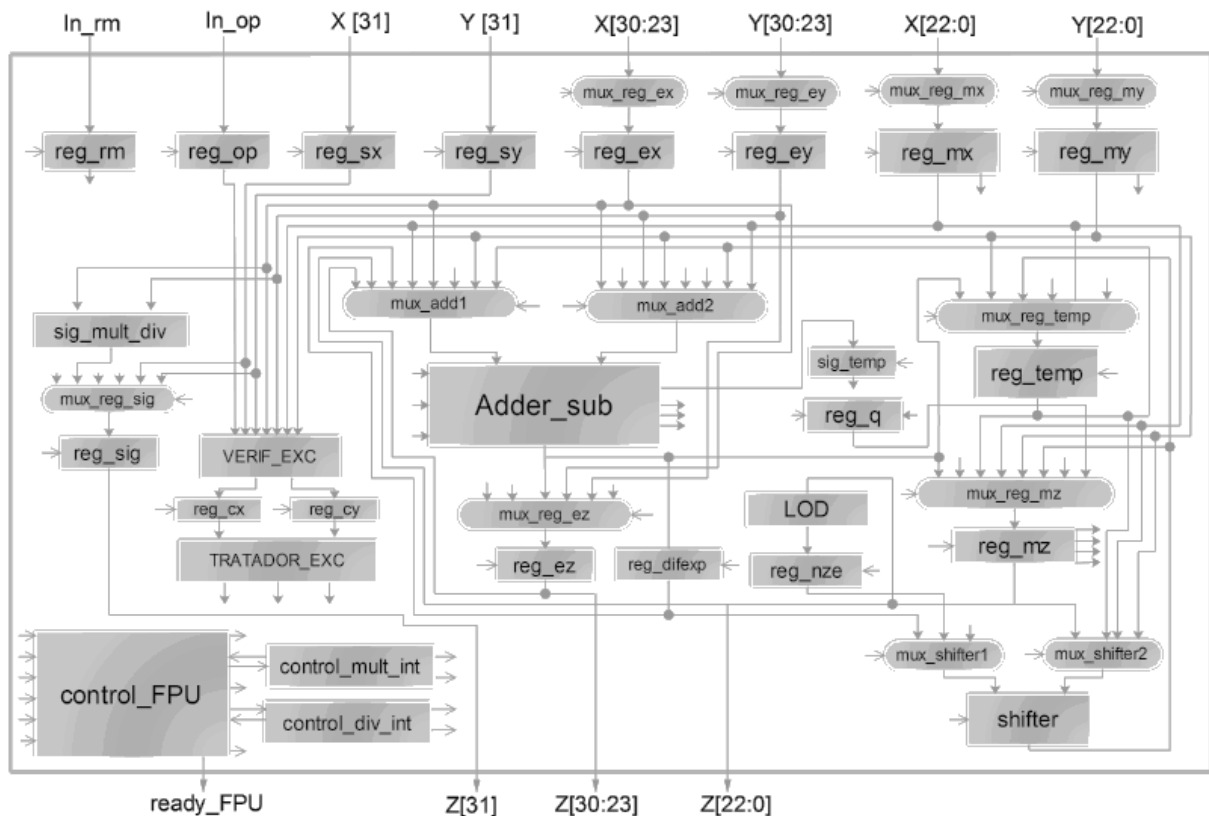 In_rm In_op X [31] Y [31] X[30:23] Y[30:23] X[22:0] Y[22:0]
mux_reg_ex mux_reg_ey mux_reg_mx mux_reg_my
reg_rm reg_op reg_sx reg_sy reg_ex reg_ey reg_mx reg_my
mux_add1 mux_add2 mux_reg_temp
sig_mult_div
sig_temp reg_temp
mux_reg_sig Adder_sub reg_q
reg_sig VERIF_EXC
mux_reg_mz
reg_cx reg_cy mux_reg_ez LOD
TRATADOR_EXC reg_ez reg_difexp reg_nze reg_mz
mux_shifter1 mux_shifter2
control_FPU control_mult_int
control_div_int shifter
ready_FPU Z[31] Z[30:23] Z[22:0]